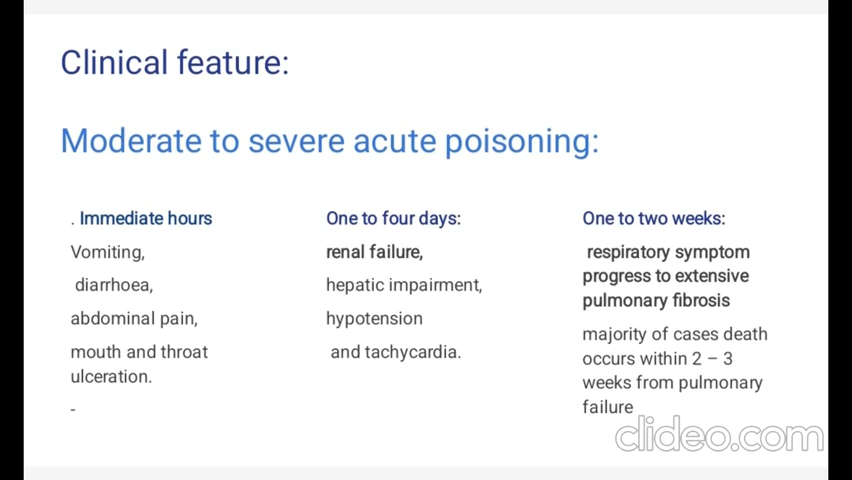 Clinical feature:
Moderate to severe acute poisoning:
. Immediate hours
Vomiting,
diarrhoea,
abdominal pain,
mouth and throat
ulceration.
-
One to four days:
renal failure,
hepatic impairment,
hypotension
and tachycardia.
One to two weeks:
respiratory symptom
progress to extensive
pulmonary fibrosis
majority of cases death
occurs within 2 – 3
weeks from pulmonary
failure
clideo.com